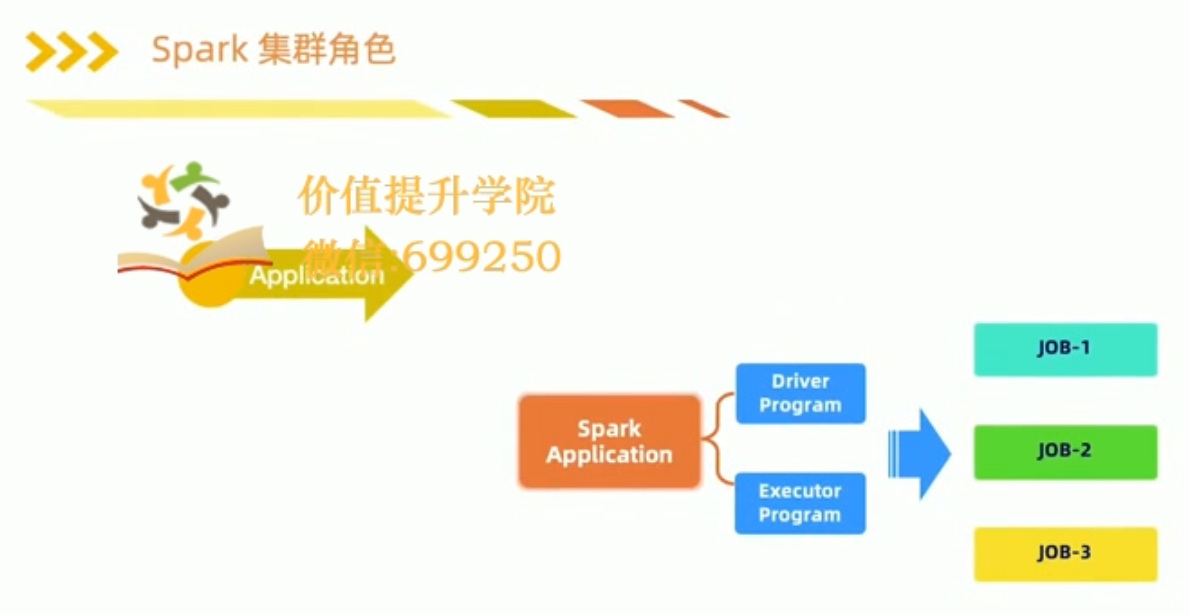 Spark 集群角色
价值提升学院
微信:699250
Application
Spark
Application
Driver
Program
Executor
Program
JOB-1
JOB-2
JOB-3